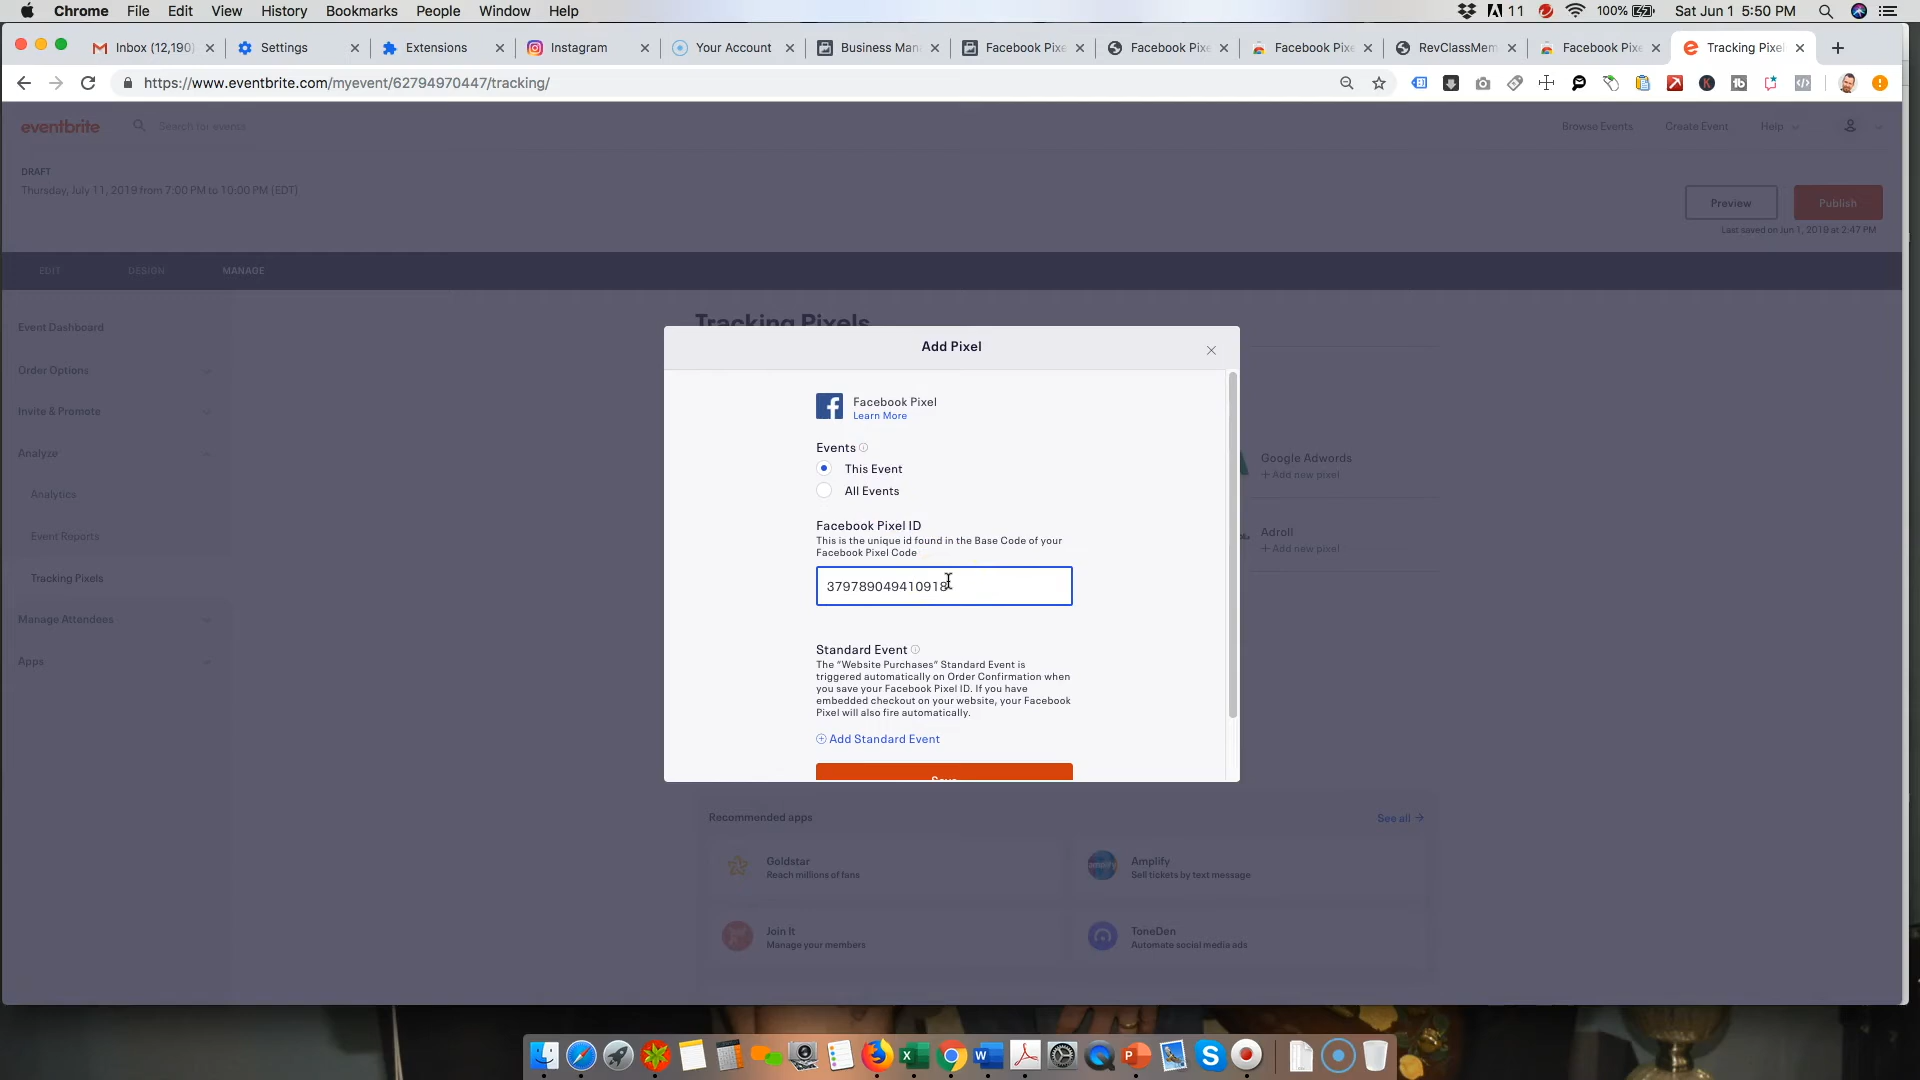 Chrome File Edit View History Bookmarks People Window Help 11 100% Sat Jun 1 5:50 PM
Inbox (12,190) Settings Extensions Instagram Your Account Business Man Facebook Pixe Facebook Pixe Facebook Pixe RevClassMem Facebook Pixe Tracking Pixel
https://www.eventbrite.com/myevent/62794970447/tracking/
eventbrite Search for events Browse Events Create Event Help
DRAFT
Thursday, July 11, 2019 from 7:00 PM to 10:00 PM (EDT)
Preview Publish
Last saved on Jun 1, 2019 at 2:47 PM
EDIT DESIGN MANAGE
Event Dashboard
Order Options
Invite & Promote
Analyze
Analytics
Event Reports
Tracking Pixels
Manage Attendees
Apps
Tracking Pixels
Add Pixel
Facebook Pixel
Learn More
Events
This Event
All Events
Facebook Pixel ID
This is the unique id found in the Base Code of your
Facebook Pixel Code
379789049410918
Standard Event
The "Website Purchases" Standard Event is
triggered automatically on Order Confirmation when
you save your Facebook Pixel ID. If you have
embedded checkout on your website, your Facebook
Pixel will also fire automatically.
Add Standard Event
Save
Google Adwords
+ Add new pixel
Adroll
+ Add new pixel
Recommended apps See all
Goldstar
Reach millions of fans
Amplify
Sell tickets by text message
Join It
Manage your members
ToneDen
Automate social media ads